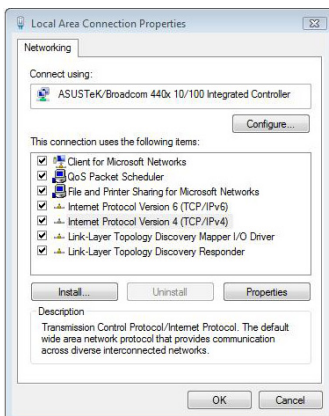 Local Area Connection Properties
Networking
Connect using:
ASUSTeK/Broadcom 440x 10/100 Integrated Controller
Configure...
This connection uses the following items:
Client for Microsoft Networks
QoS Packet Scheduler
File and Printer Sharing for Microsoft Networks
Internet Protocol Version 6 (TCP/IPv6)
Internet Protocol Version 4 (TCP/IPv4)
Link-Layer Topology Discovery Mapper I/O Driver
Link-Layer Topology Discovery Responder
Install... Uninstall Properties
Description
Transmission Control Protocol/Internet Protocol. The default
wide area network protocol that provides communication
across diverse interconnected networks.
OK Cancel